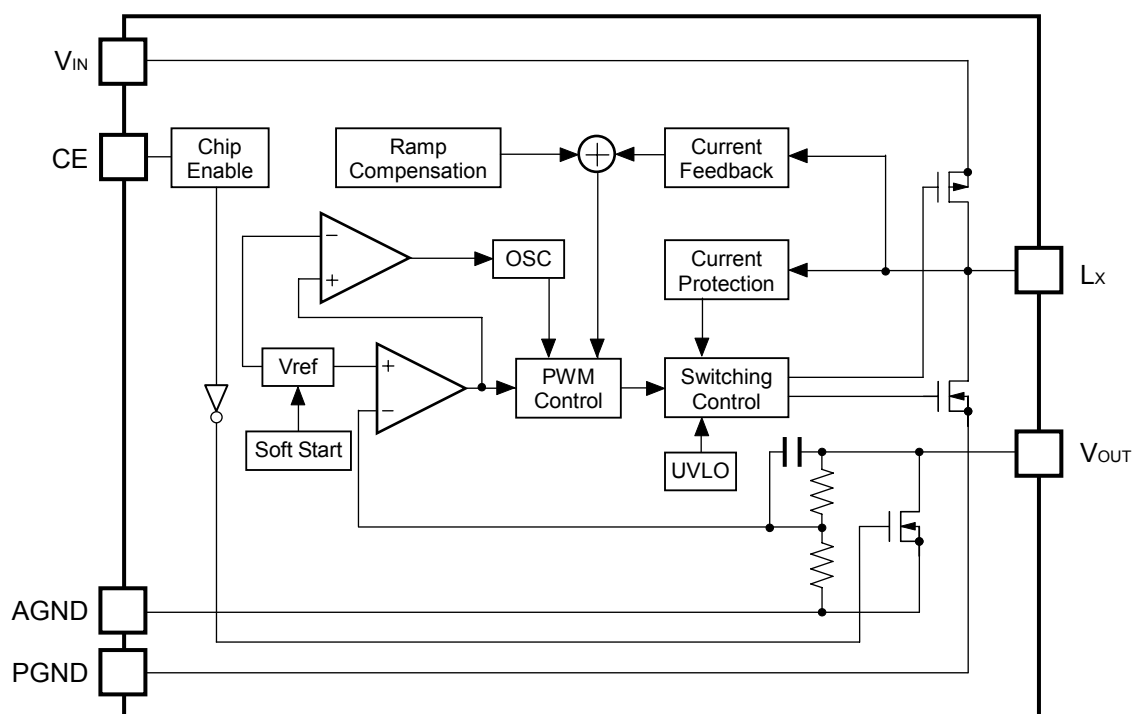 VIN
CE
Chip
Enable
Ramp
Compensation
+
Current
Feedback
−
+
OSC
Current
Protection
LX
Vref
+
−
PWM
Control
Switching
Control
Soft Start
UVLO
VOUT
AGND
PGND